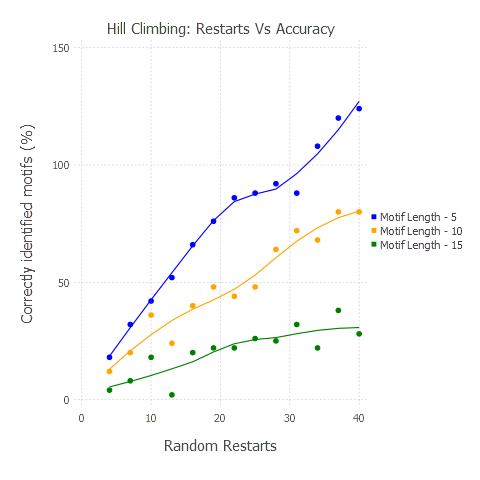 Hill Climbing: Restarts Vs Accuracy
150
100
50
0
Correctly identified motifs (%)
0 10 20 30 40
Random Restarts
Motif Length - 5
Motif Length - 10
Motif Length - 15